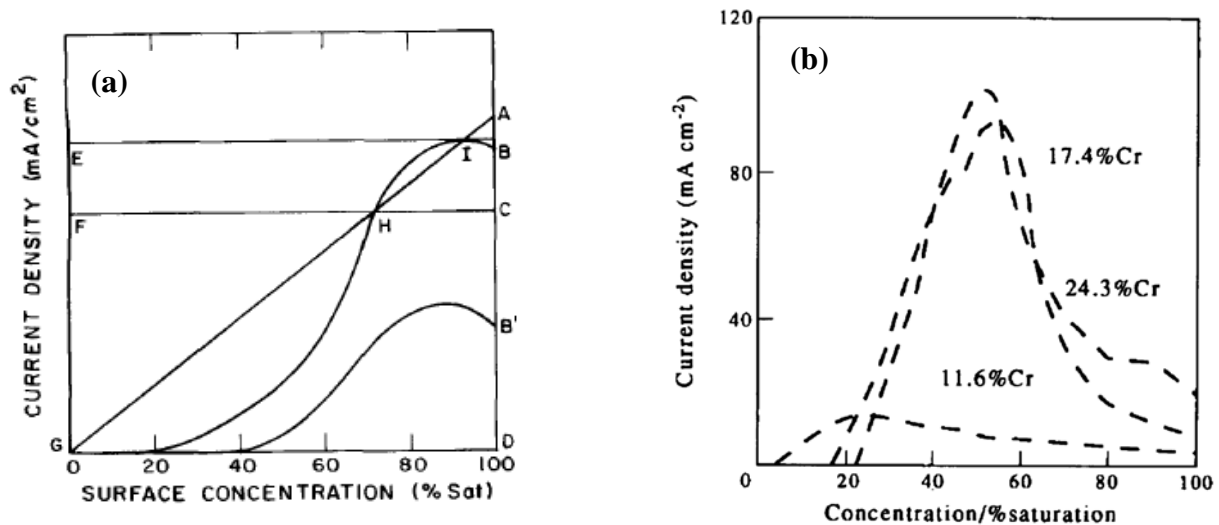 (a)
CURRENT DENSITY (mA/cm²)
A
E
I
B
F
H
C
B'
G
D
0 20 40 60 80 100
SURFACE CONCENTRATION (% Sat)
(b)
Current density (mA cm⁻²)
120
80
40
0
17.4%Cr
24.3%Cr
11.6%Cr
0 20 40 60 80 100
Concentration/%saturation